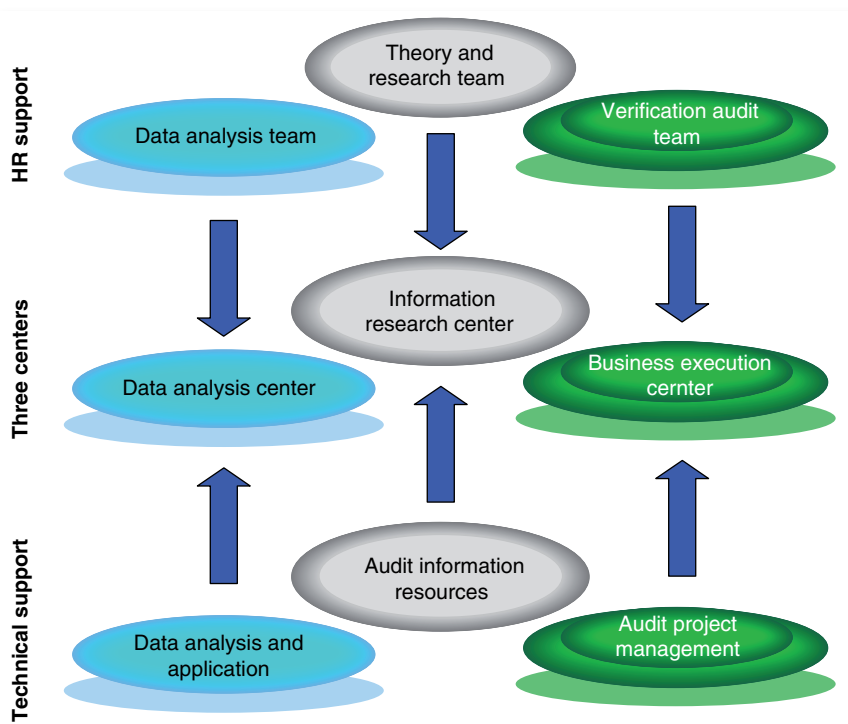 HR support
Theory and
research team
Data analysis team
Verification audit
team
Three centers
Information
research center
Data analysis center
Business execution
cernter
Technical support
Audit information
resources
Data analysis and
application
Audit project
management